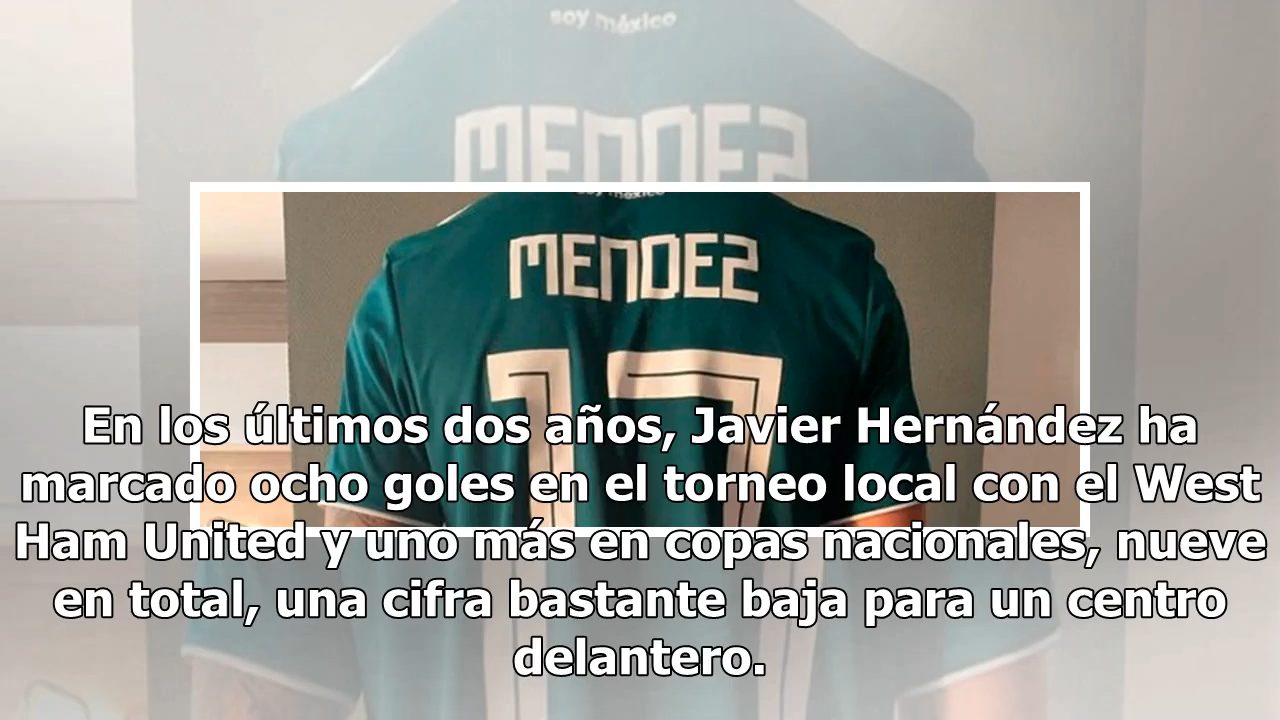 soy méxico
MENDEZ
soy méxico
MENDEZ
17
En los últimos dos años, Javier Hernández ha
marcado ocho goles en el torneo local con el West
Ham United y uno más en copas nacionales, nueve
en total, una cifra bastante baja para un centro
delantero.